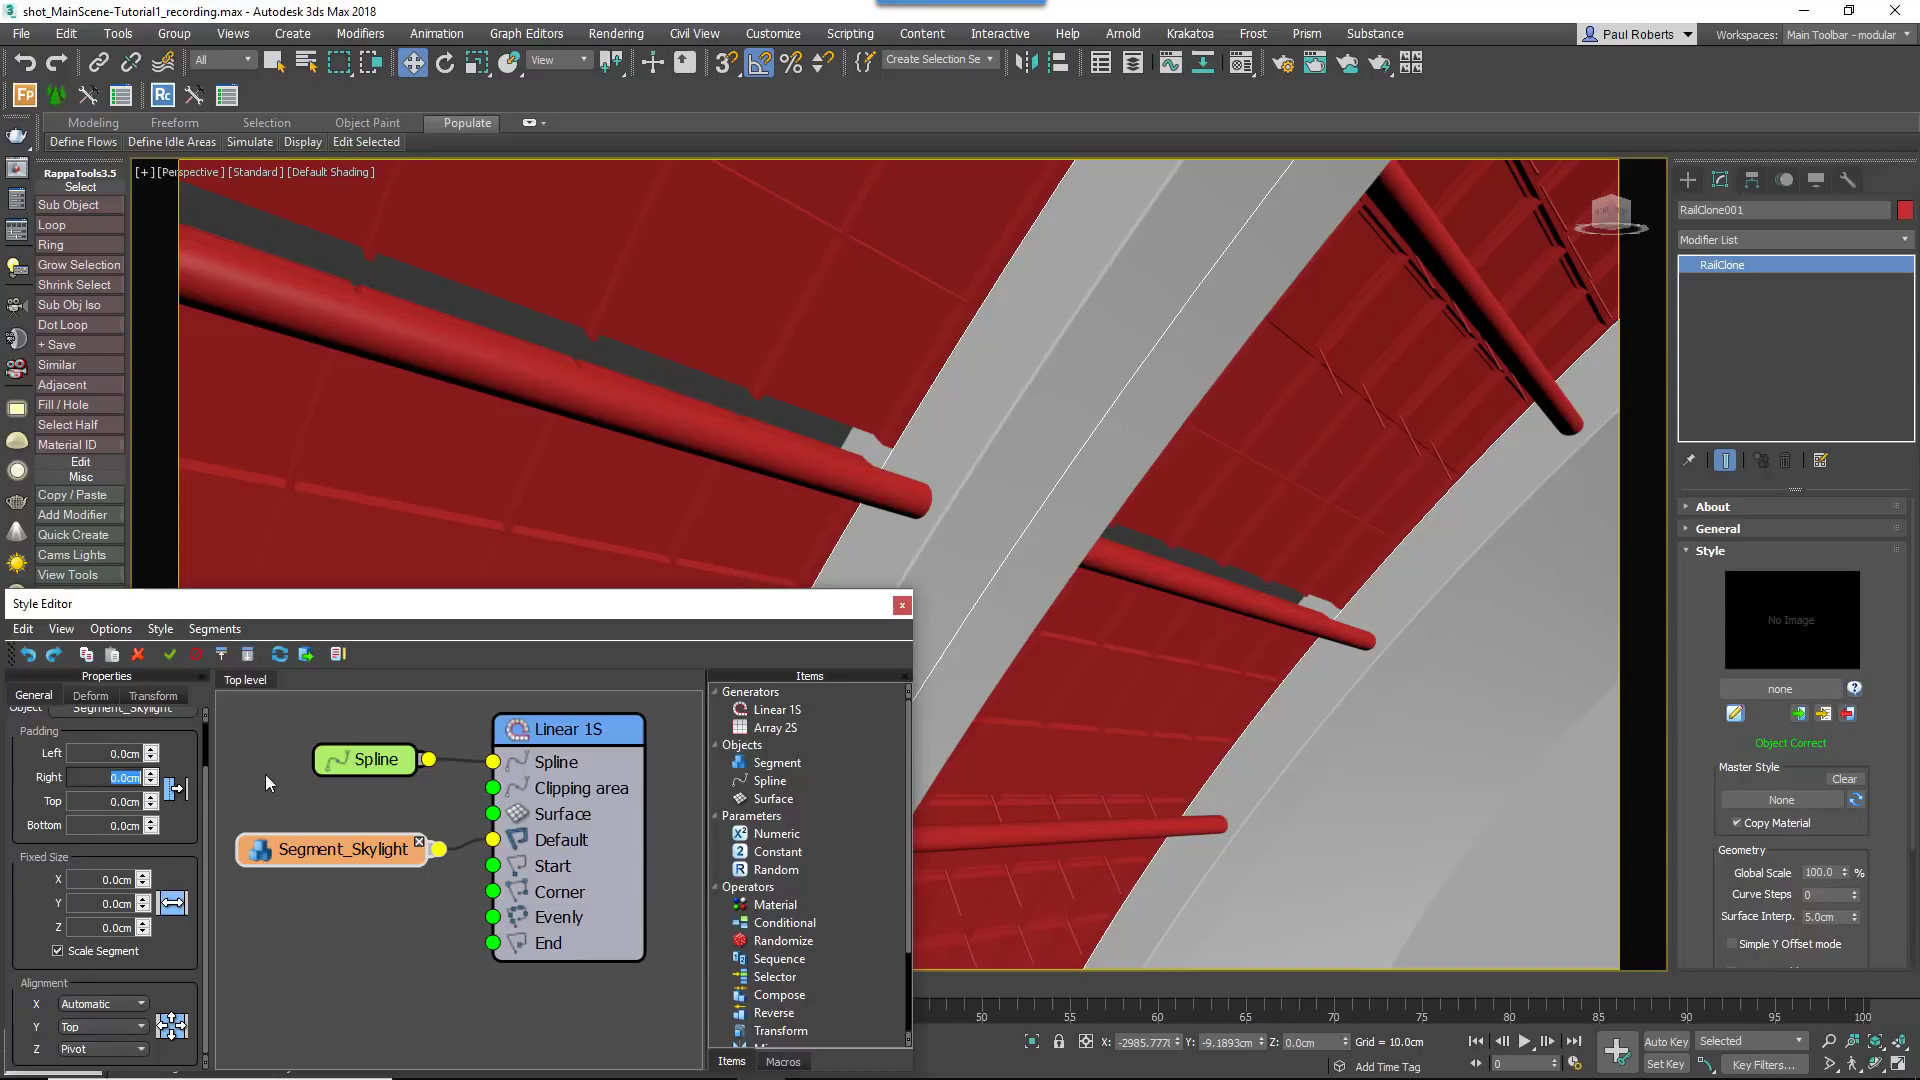 shot_MainScene-Tutorial1_recording.max - Autodesk 3ds Max 2018
File Edit Tools Group Views Create Modifiers Animation Graph Editors Rendering Civil View Customize Scripting Content Interactive Help Arnold Krakatoa Frost Prism Substance Paul Roberts Workspaces: Main Toolbar - modular
All View Create Selection Se
Fp Rc
Modeling Freeform Selection Object Paint Populate
Define Flows Define Idle Areas Simulate Display Edit Selected
RappaTools3.5
Select
Sub Object
Loop
Ring
Grow Selection
Shrink Select
Sub Obj Iso
Dot Loop
+ Save
Similar
Adjacent
Fill / Hole
Select Half
Material ID
Edit
Misc
Copy / Paste
Add Modifier
Quick Create
Cams Lights
View Tools
[+] [Perspective ] [Standard ] [Default Shading ]
RailClone001
Modifier List
RailClone
About
General
Style
No Image
none
Object Correct
Master Style
Clear
None
Copy Material
Geometry
Global Scale 100.0 %
Curve Steps 0
Surface Interp. 5.0cm
Simple Y Offset mode
Style Editor
Edit View Options Style Segments
Properties
General Deform Transform
Object Segment_Skylight
Padding
Left 0.0cm
Right 0.0cm
Top 0.0cm
Bottom 0.0cm
Fixed Size
X 0.0cm
Y 0.0cm
Z 0.0cm
Scale Segment
Alignment
X Automatic
Y Top
Z Pivot
Top level
Spline
Segment_Skylight
Linear 1S
Spline
Clipping area
Surface
Default
Start
Corner
Evenly
End
Items
Generators
Linear 1S
Array 2S
Objects
Segment
Spline
Surface
Parameters
Numeric
Constant
Random
Operators
Material
Conditional
Randomize
Sequence
Selector
Compose
Reverse
Transform
Items Macros
50 55 60 65 70 75 80 85 90 95 100
X: -2985.777( Y: -9.1893cm Z: 0.0cm Grid = 10.0cm
Add Time Tag
0
Auto Key Selected
Set Key Key Filters...